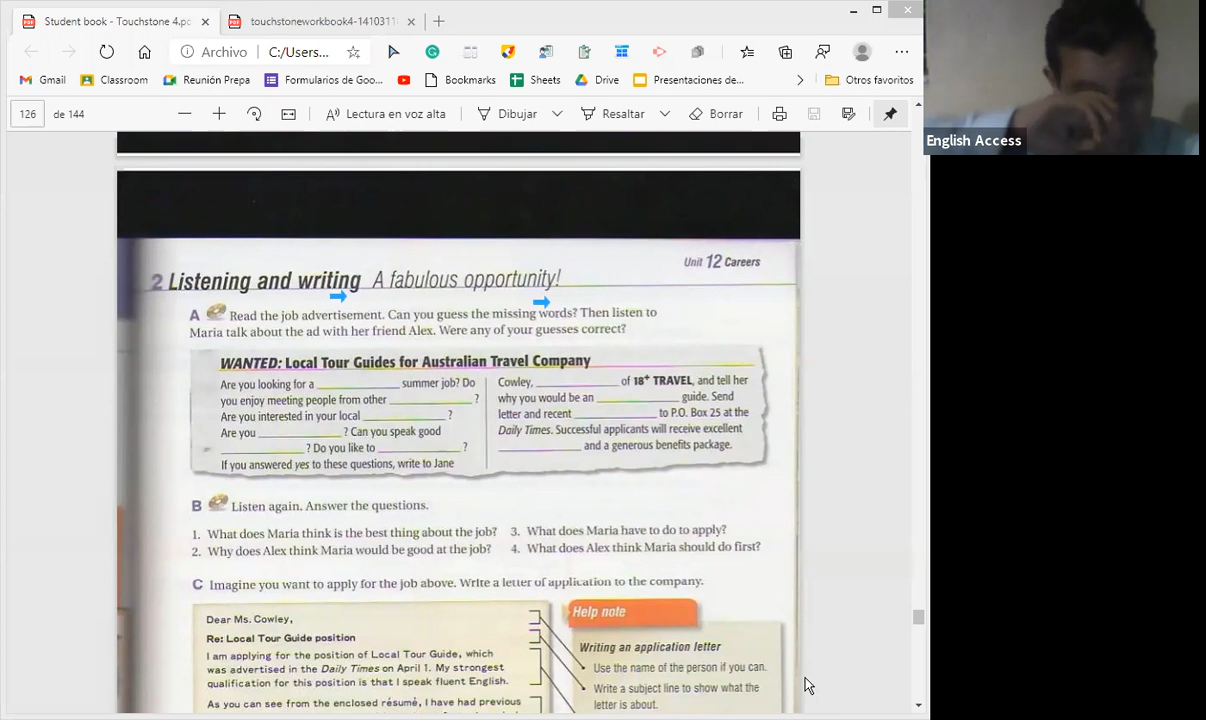 Student book - Touchstone 4.pc
touchstoneworkbook4-1410311
Archivo
C:/Users...
Gmail
Classroom
Reunión Prepa
Formularios de Goo...
Bookmarks
Sheets
Drive
Presentaciones de...
Otros favoritos
126
de 144
Lectura en voz alta
Dibujar
Resaltar
Borrar
English Access
Unit 12 Careers
2 Listening and writing A fabulous opportunity!
A Read the job advertisement. Can you guess the missing words? Then listen to
Maria talk about the ad with her friend Alex. Were any of your guesses correct?
WANTED: Local Tour Guides for Australian Travel Company
Are you looking for a ____________ summer job? Do
you enjoy meeting people from other ____________ ?
Are you interested in your local ____________ ?
Are you ____________ ? Can you speak good
____________ ? Do you like to ____________ ?
If you answered yes to these questions, write to Jane
Cowley, ____________ of 18+ TRAVEL, and tell her
why you would be an ____________ guide. Send
letter and recent ____________ to P.O. Box 25 at the
Daily Times. Successful applicants will receive excellent
____________ and a generous benefits package.
B Listen again. Answer the questions.
1. What does Maria think is the best thing about the job?
2. Why does Alex think Maria would be good at the job?
3. What does Maria have to do to apply?
4. What does Alex think Maria should do first?
C Imagine you want to apply for the job above. Write a letter of application to the company.
Dear Ms. Cowley,
Re: Local Tour Guide position
I am applying for the position of Local Tour Guide, which
was advertised in the Daily Times on April 1. My strongest
qualification for this position is that I speak fluent English.
As you can see from the enclosed résumé, I have had previous
Help note
Writing an application letter
Use the name of the person if you can.
Write a subject line to show what the
letter is about.